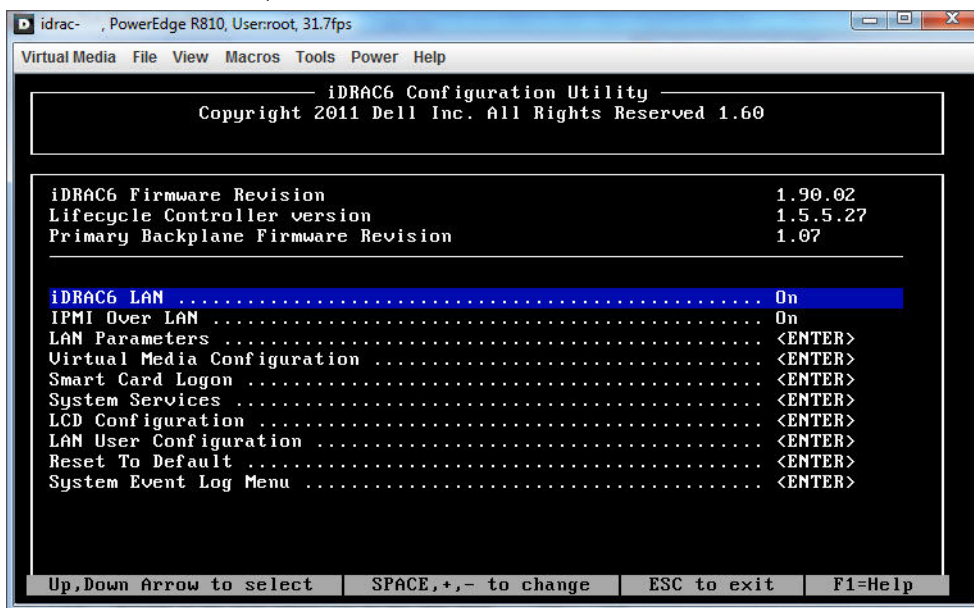 idrac- , PowerEdge R810, User:root, 31.7fps
Virtual Media File View Macros Tools Power Help
iDRAC6 Configuration Utility
Copyright 2011 Dell Inc. All Rights Reserved 1.60
iDRAC6 Firmware Revision 1.90.02
Lifecycle Controller version 1.5.5.27
Primary Backplane Firmware Revision 1.07
iDRAC6 LAN ................................................... On
IPMI Over LAN ................................................ On
LAN Parameters ............................................... <ENTER>
Virtual Media Configuration .................................. <ENTER>
Smart Card Logon ............................................. <ENTER>
System Services .............................................. <ENTER>
LCD Configuration ............................................ <ENTER>
LAN User Configuration ....................................... <ENTER>
Reset To Default ............................................. <ENTER>
System Event Log Menu ........................................ <ENTER>
Up,Down Arrow to select SPACE,+,- to change ESC to exit F1=Help